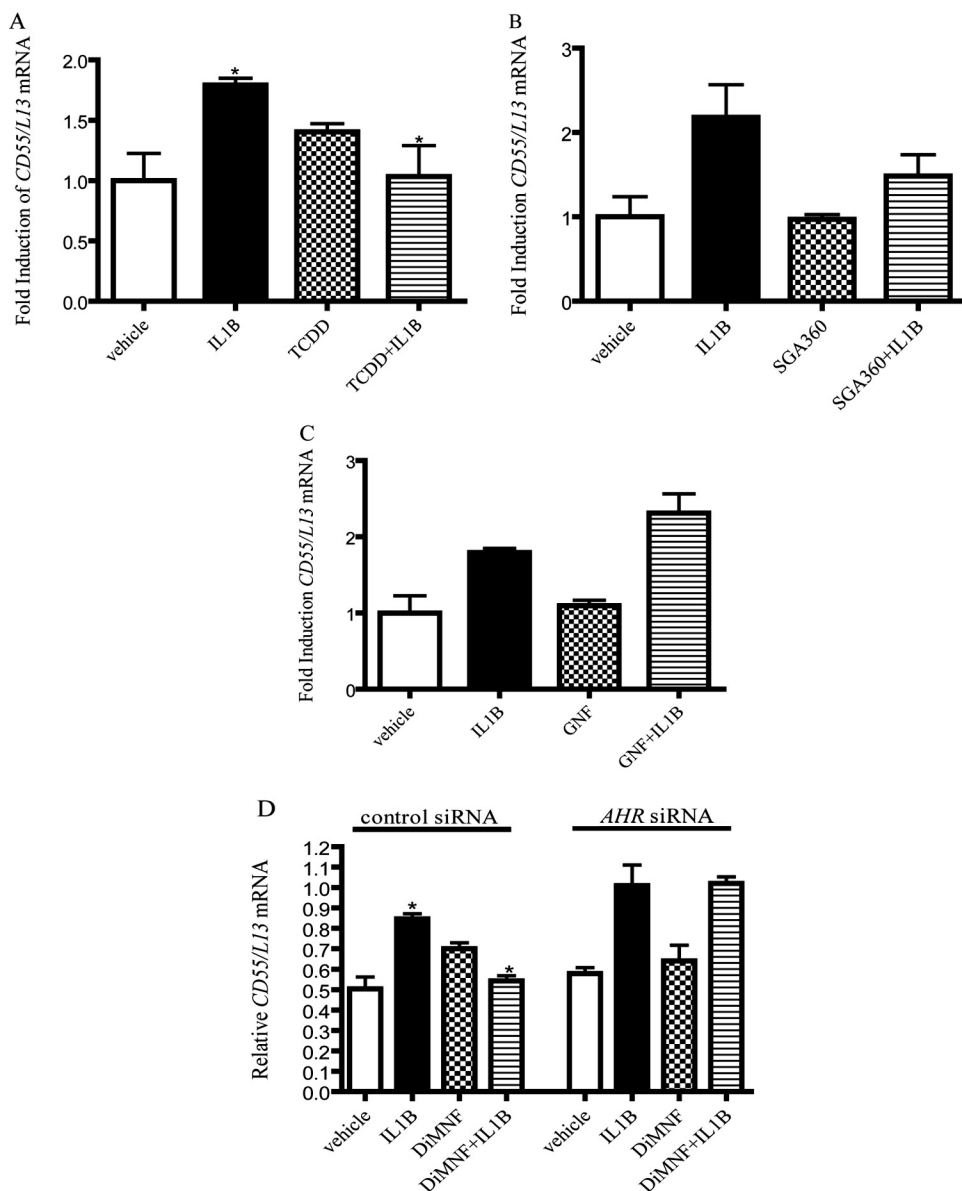 A
Fold Induction of CD55/L13 mRNA
2.0
1.5
1.0
0.5
0.0
*
*
vehicle
IL1B
TCDD
TCDD+IL1B
B
Fold Induction CD55/L13 mRNA
3
2
1
0
vehicle
IL1B
SGA360
SGA360+IL1B
C
Fold Induction CD55/L13 mRNA
3
2
1
0
vehicle
IL1B
GNF
GNF+IL1B
D
control siRNA
AHR siRNA
Relative CD55/L13 mRNA
1.2
1.1
1.0
0.9
0.8
0.7
0.6
0.5
0.4
0.3
0.2
0.1
0.0
*
*
vehicle
IL1B
DiMNF
DiMNF+IL1B
vehicle
IL1B
DiMNF
DiMNF+IL1B